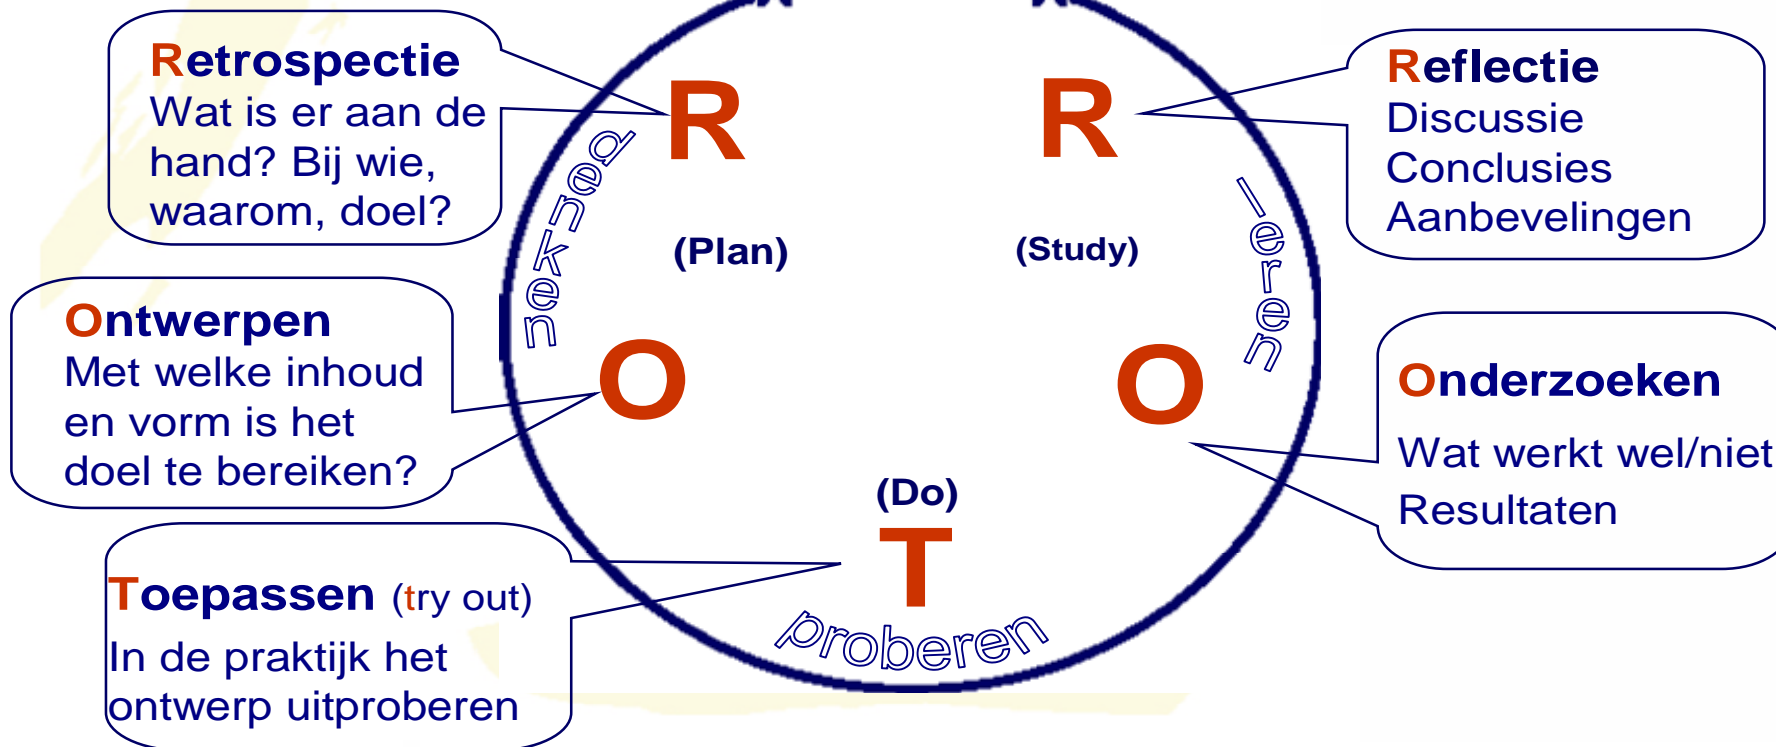 Retrospectie
Wat is er aan de
hand? Bij wie,
waarom, doel?
R
R
Reflectie
Discussie
Conclusies
Aanbevelingen
denken
leren
(Plan)
(Study)
Ontwerpen
Met welke inhoud
en vorm is het
doel te bereiken?
O
O
Onderzoeken
Wat werkt wel/niet
Resultaten
(Do)
T
Toepassen (try out)
In de praktijk het
ontwerp uitproberen
proberen